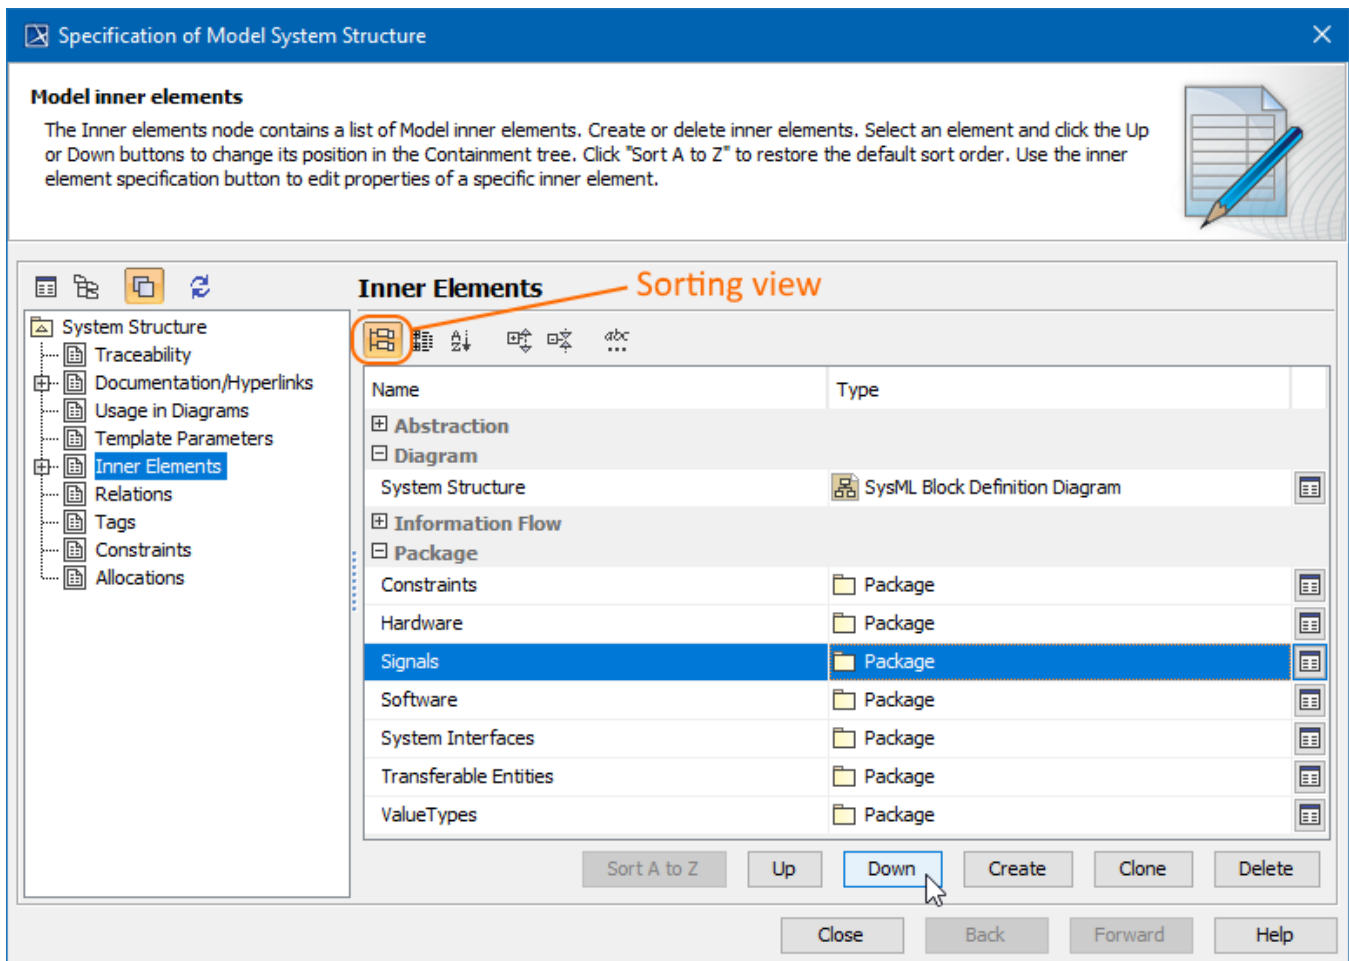 Specification of Model System Structure
Model inner elements
The Inner elements node contains a list of Model inner elements. Create or delete inner elements. Select an element and click the Up
or Down buttons to change its position in the Containment tree. Click "Sort A to Z" to restore the default sort order. Use the inner
element specification button to edit properties of a specific inner element.
System Structure
Traceability
Documentation/Hyperlinks
Usage in Diagrams
Template Parameters
Inner Elements
Relations
Tags
Constraints
Allocations
Inner Elements
Sorting view
Name Type
Abstraction
Diagram
System Structure SysML Block Definition Diagram
Information Flow
Package
Constraints Package
Hardware Package
Signals Package
Software Package
System Interfaces Package
Transferable Entities Package
ValueTypes Package
Sort A to Z Up Down Create Clone Delete
Close Back Forward Help